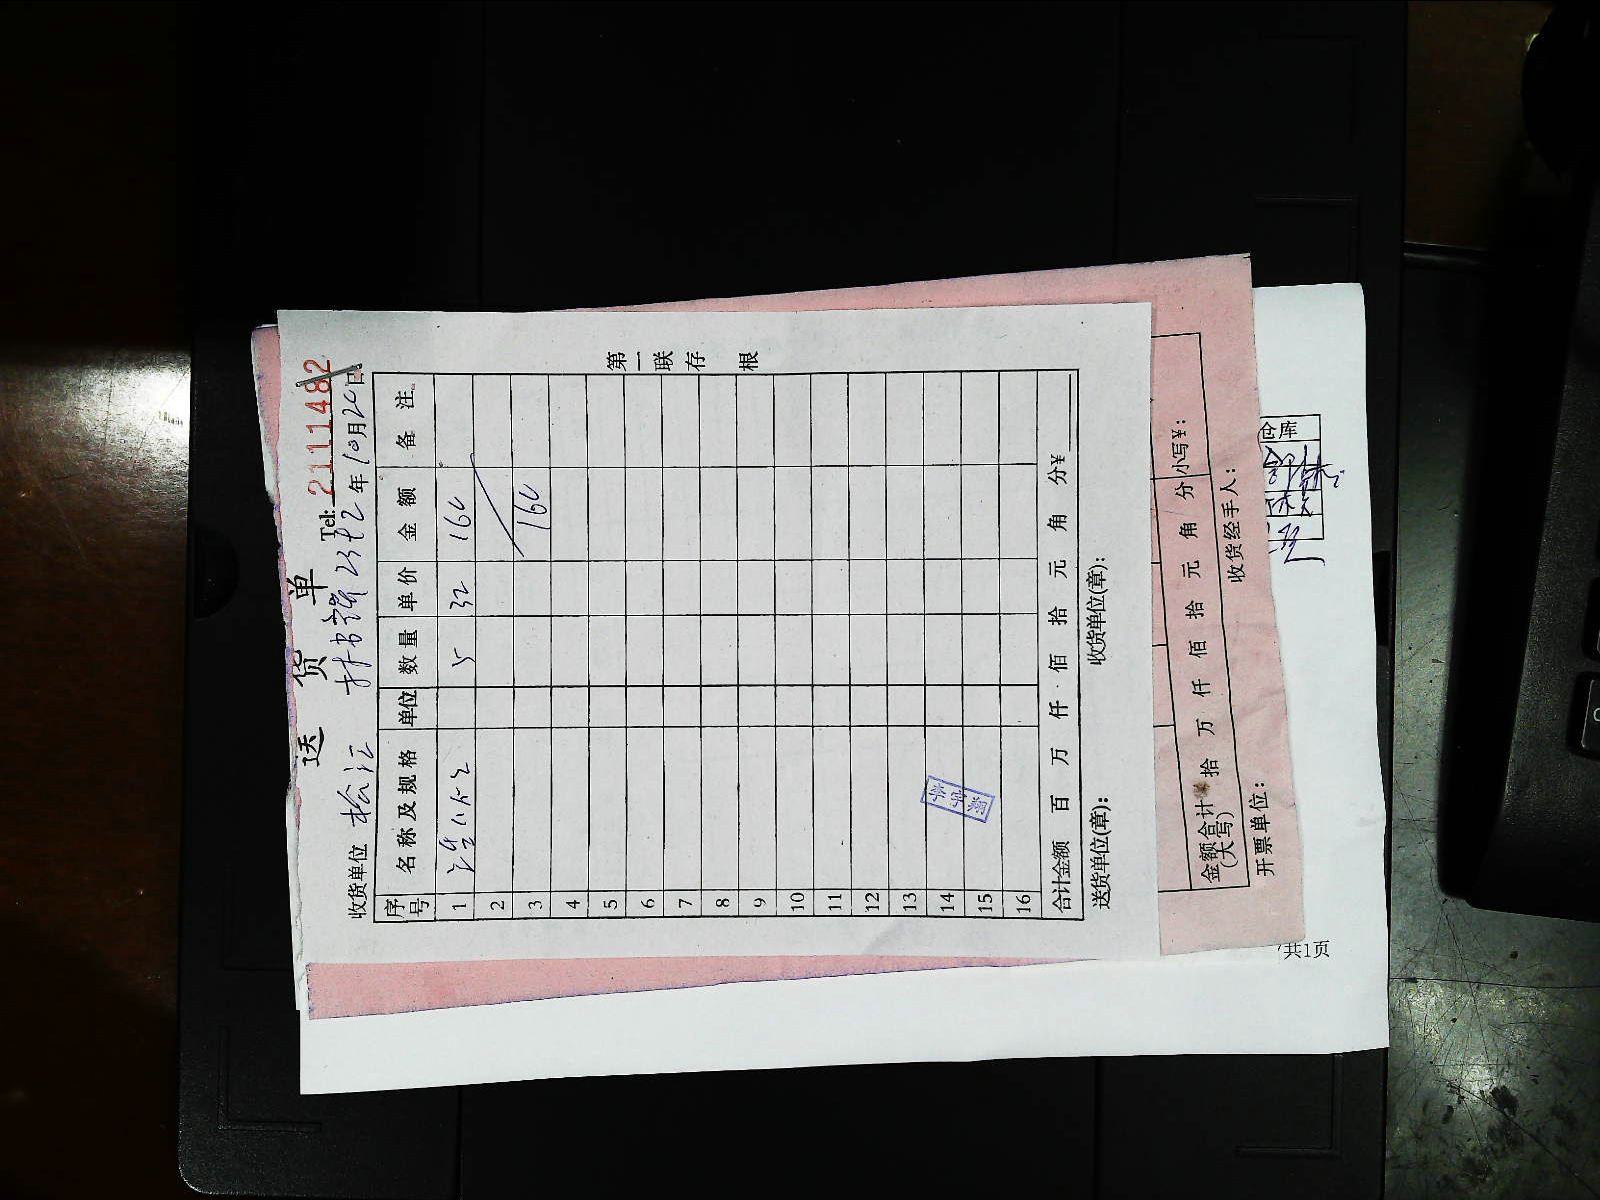 送 货 单
Tel: 21111482
收货单位 年10月20日
序号 名称及规格 单位 数量 单价 金额 备注
1 5 32 160
2
3 160
4
5
6
7
8
9
10
11
12
13
14
15
16
合计金额 百 万 仟 佰 拾 元 角 分 ¥
送货单位(章): 收货单位(章):
第一联 存根
金额合计(大写) 拾 万 仟 佰 拾 元 角 分 小写¥:
开票单位: 收货经手人:
共1页